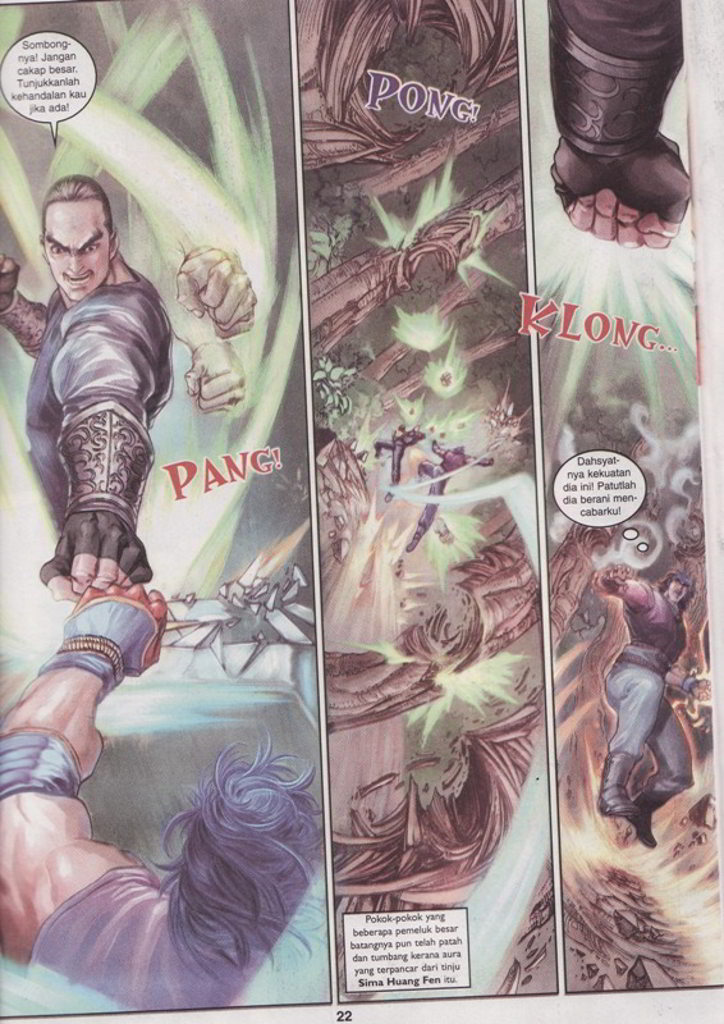 Sombong-
nya! Jangan
cakap besar.
Tunjukkanlah
kehandalan kau
jika ada!
PANG!
PONG!
Pokok-pokok yang
beberapa pemeluk besar
batangnya pun telah patah
dan tumbang kerana aura
yang terpancar dari tinju
Sima Huang Fen itu.
KLONG...
Dahsyat-
nya kekuatan
dia ini! Patutlah
dia berani men-
cabarku!
22